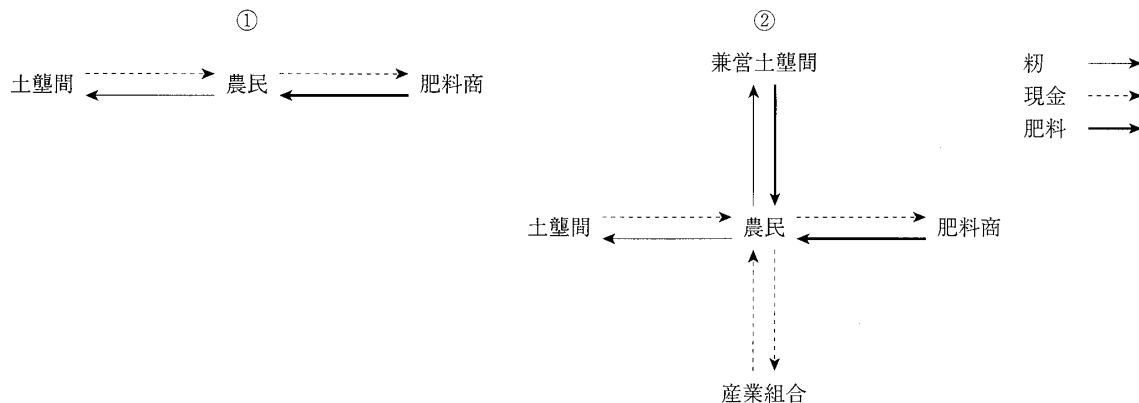 ①
土壟間 農民 肥料商
②
兼営土壟間
土壟間 農民 肥料商
産業組合
籾
現金
肥料